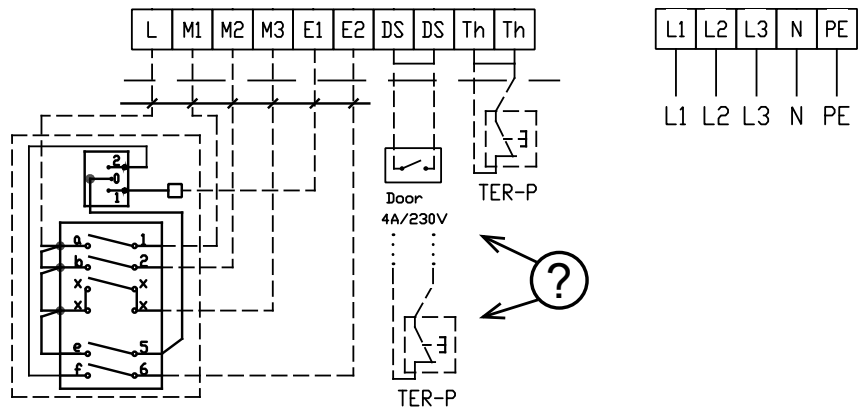 L M1 M2 M3 E1 E2 DS DS Th Th
L1 L2 L3 N PE
L1 L2 L3 N PE
2
0
1
TER-P
Door
4A/230V
?
a 1
b 2
x x
x x
e 5
f 6
TER-P